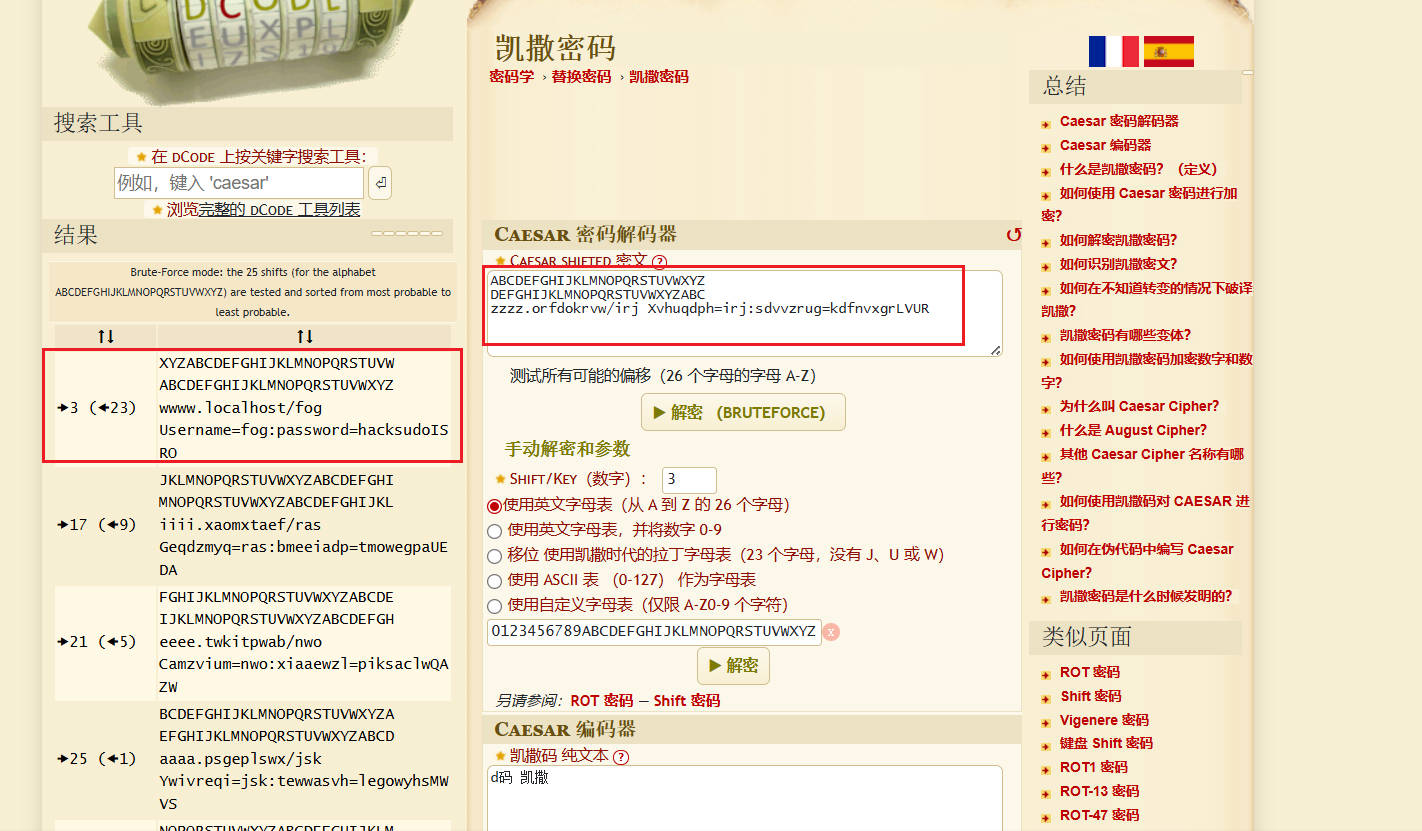 DCODE
EUXPL
搜索工具
在 DCODE 上按关键字搜索工具：
例如，键入 'caesar'
浏览完整的 DCODE 工具列表
结果
Brute-Force mode: the 25 shifts (for the alphabet
ABCDEFGHIJKLMNOPQRSTUVWXYZ) are tested and sorted from most probable to
least probable.
↑↓ ↑↓
➔3 (🡰23)
XYZABCDEFGHIJKLMNOPQRSTUVW
ABCDEFGHIJKLMNOPQRSTUVWXYZ
wwww.localhost/fog
Username=fog:password=hacksudoIS
RO
➔17 (🡰9)
JKLMNOPQRSTUVWXYZABCDEFGHI
MNOPQRSTUVWXYZABCDEFGHIJKL
iiii.xaomxtaef/ras
Geqdzmyq=ras:bmeeiadp=tmowegpaUE
DA
➔21 (🡰5)
FGHIJKLMNOPQRSTUVWXYZABCDE
IJKLMNOPQRSTUVWXYZABCDEFGH
eeee.twkitpwab/nwo
Camzvium=nwo:xiaaewzl=piksaclwQA
ZW
➔25 (🡰1)
BCDEFGHIJKLMNOPQRSTUVWXYZA
EFGHIJKLMNOPQRSTUVWXYZABCD
aaaa.psgeplswx/jsk
Ywivreqi=jsk:tewwasvh=legowyhsMW
VS
NOPQRSTUVWXYZABCDEFGHIJKLM
凯撒密码
密码学 › 替换密码 › 凯撒密码
CAESAR 密码解码器
CAESAR SHIFTED 密文 ?
ABCDEFGHIJKLMNOPQRSTUVWXYZ
DEFGHIJKLMNOPQRSTUVWXYZABC
zzzz.orfdokrvw/irj Xvhuqdph=irj:sdvvzrug=kdfnvxgrLVUR
测试所有可能的偏移（26 个字母的字母 A-Z）
▶ 解密 （BRUTEFORCE）
手动解密和参数
SHIFT/KEY（数字）： 3
使用英文字母表（从 A 到 Z 的 26 个字母）
使用英文字母表，并将数字 0-9
移位 使用凯撒时代的拉丁字母表（23 个字母，没有 J、U 或 W）
使用 ASCII 表 （0-127） 作为字母表
使用自定义字母表（仅限 A-Z0-9 个字符）
0123456789ABCDEFGHIJKLMNOPQRSTUVWXYZ x
▶ 解密
另请参阅：ROT 密码 — Shift 密码
CAESAR 编码器
凯撒码 纯文本 ?
d码 凯撒
总结
Caesar 密码解码器
Caesar 编码器
什么是凯撒密码？（定义）
如何使用 Caesar 密码进行加
密？
如何解密凯撒密码？
如何识别凯撒密文？
如何在不知道转变的情况下破译
凯撒？
凯撒密码有哪些变体？
如何使用凯撒密码加密数字和数
字？
为什么叫 Caesar Cipher？
什么是 August Cipher？
其他 Caesar Cipher 名称有哪
些？
如何使用凯撒码对 CAESAR 进
行密码？
如何在伪代码中编写 Caesar
Cipher？
凯撒密码是什么时候发明的？
类似页面
ROT 密码
Shift 密码
Vigenere 密码
键盘 Shift 密码
ROT1 密码
ROT-13 密码
ROT-47 密码